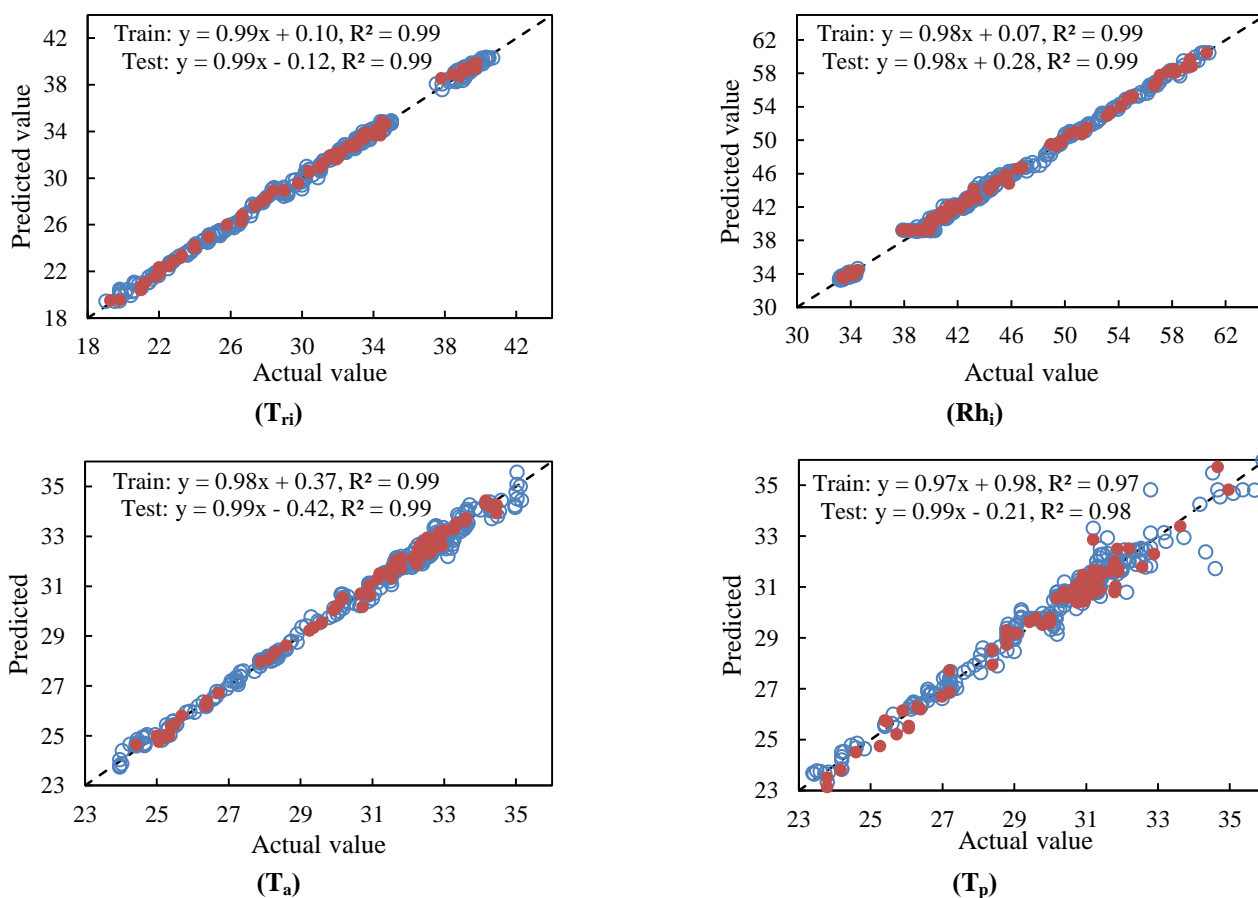 Train: y = 0.99x + 0.10, R² = 0.99
Test: y = 0.99x - 0.12, R² = 0.99
Predicted value
42
38
34
30
26
22
18
18 22 26 30 34 38 42
Actual value
(Tri)
Train: y = 0.98x + 0.07, R² = 0.99
Test: y = 0.98x + 0.28, R² = 0.99
Predicted value
62
58
54
50
46
42
38
34
30
30 34 38 42 46 50 54 58 62
Actual value
(Rhi)
Train: y = 0.98x + 0.37, R² = 0.99
Test: y = 0.99x - 0.42, R² = 0.99
Predicted
35
33
31
29
27
25
23
23 25 27 29 31 33 35
Actual value
(Ta)
Train: y = 0.97x + 0.98, R² = 0.97
Test: y = 0.99x - 0.21, R² = 0.98
Predicted
35
33
31
29
27
25
23
23 25 27 29 31 33 35
Actual value
(Tp)